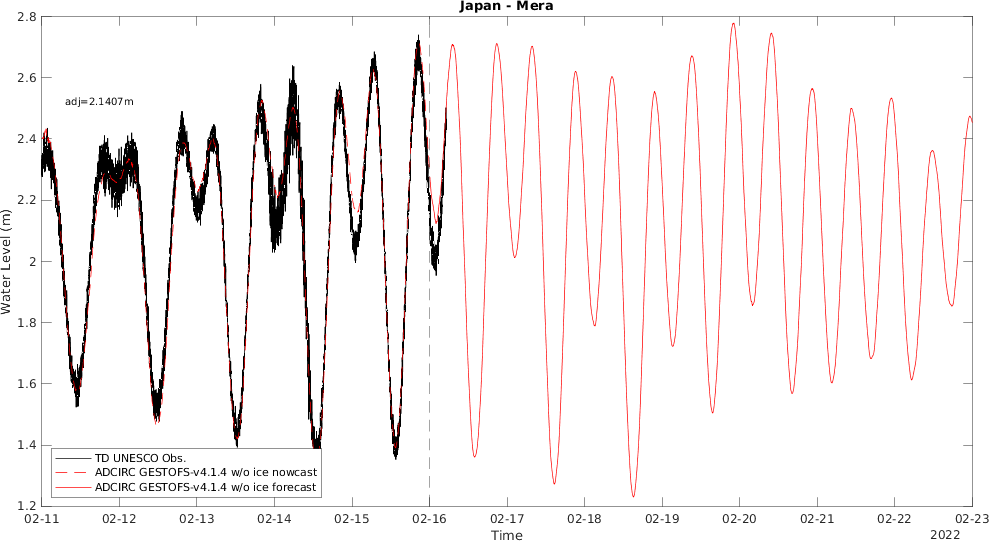 Japan - Mera
2.8
2.6
2.4
2.2
2
1.8
1.6
1.4
1.2
Water Level (m)
adj=2.1407m
TD UNESCO Obs.
ADCIRC GESTOFS-v4.1.4 w/o ice nowcast
ADCIRC GESTOFS-v4.1.4 w/o ice forecast
02-11 02-12 02-13 02-14 02-15 02-16 02-17 02-18 02-19 02-20 02-21 02-22 02-23
Time
2022